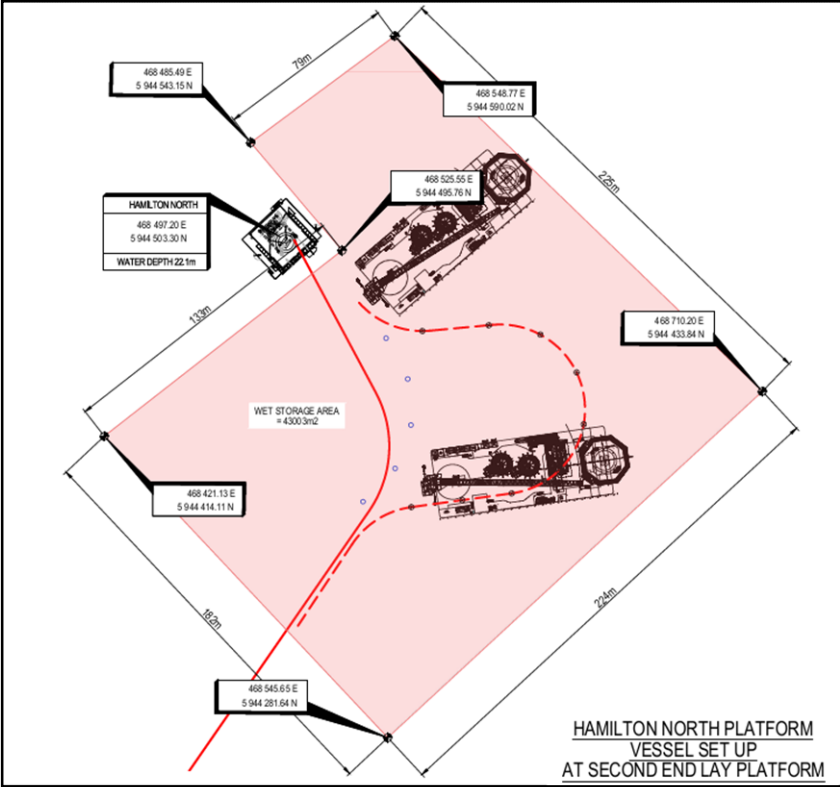 79m
468 485.49 E
5 944 543.15 N
468 548.77 E
5 944 590.02 N
225m
468 525.55 E
5 944 495.76 N
HAMILTON NORTH
468 497.20 E
5 944 503.30 N
WATER DEPTH 22.1m
133m
468 710.20 E
5 944 433.84 N
WET STORAGE AREA
= 43003m2
468 421.13 E
5 944 414.11 N
182m
224m
468 545.65 E
5 944 281.64 N
HAMILTON NORTH PLATFORM
VESSEL SET UP
AT SECOND END LAY PLATFORM